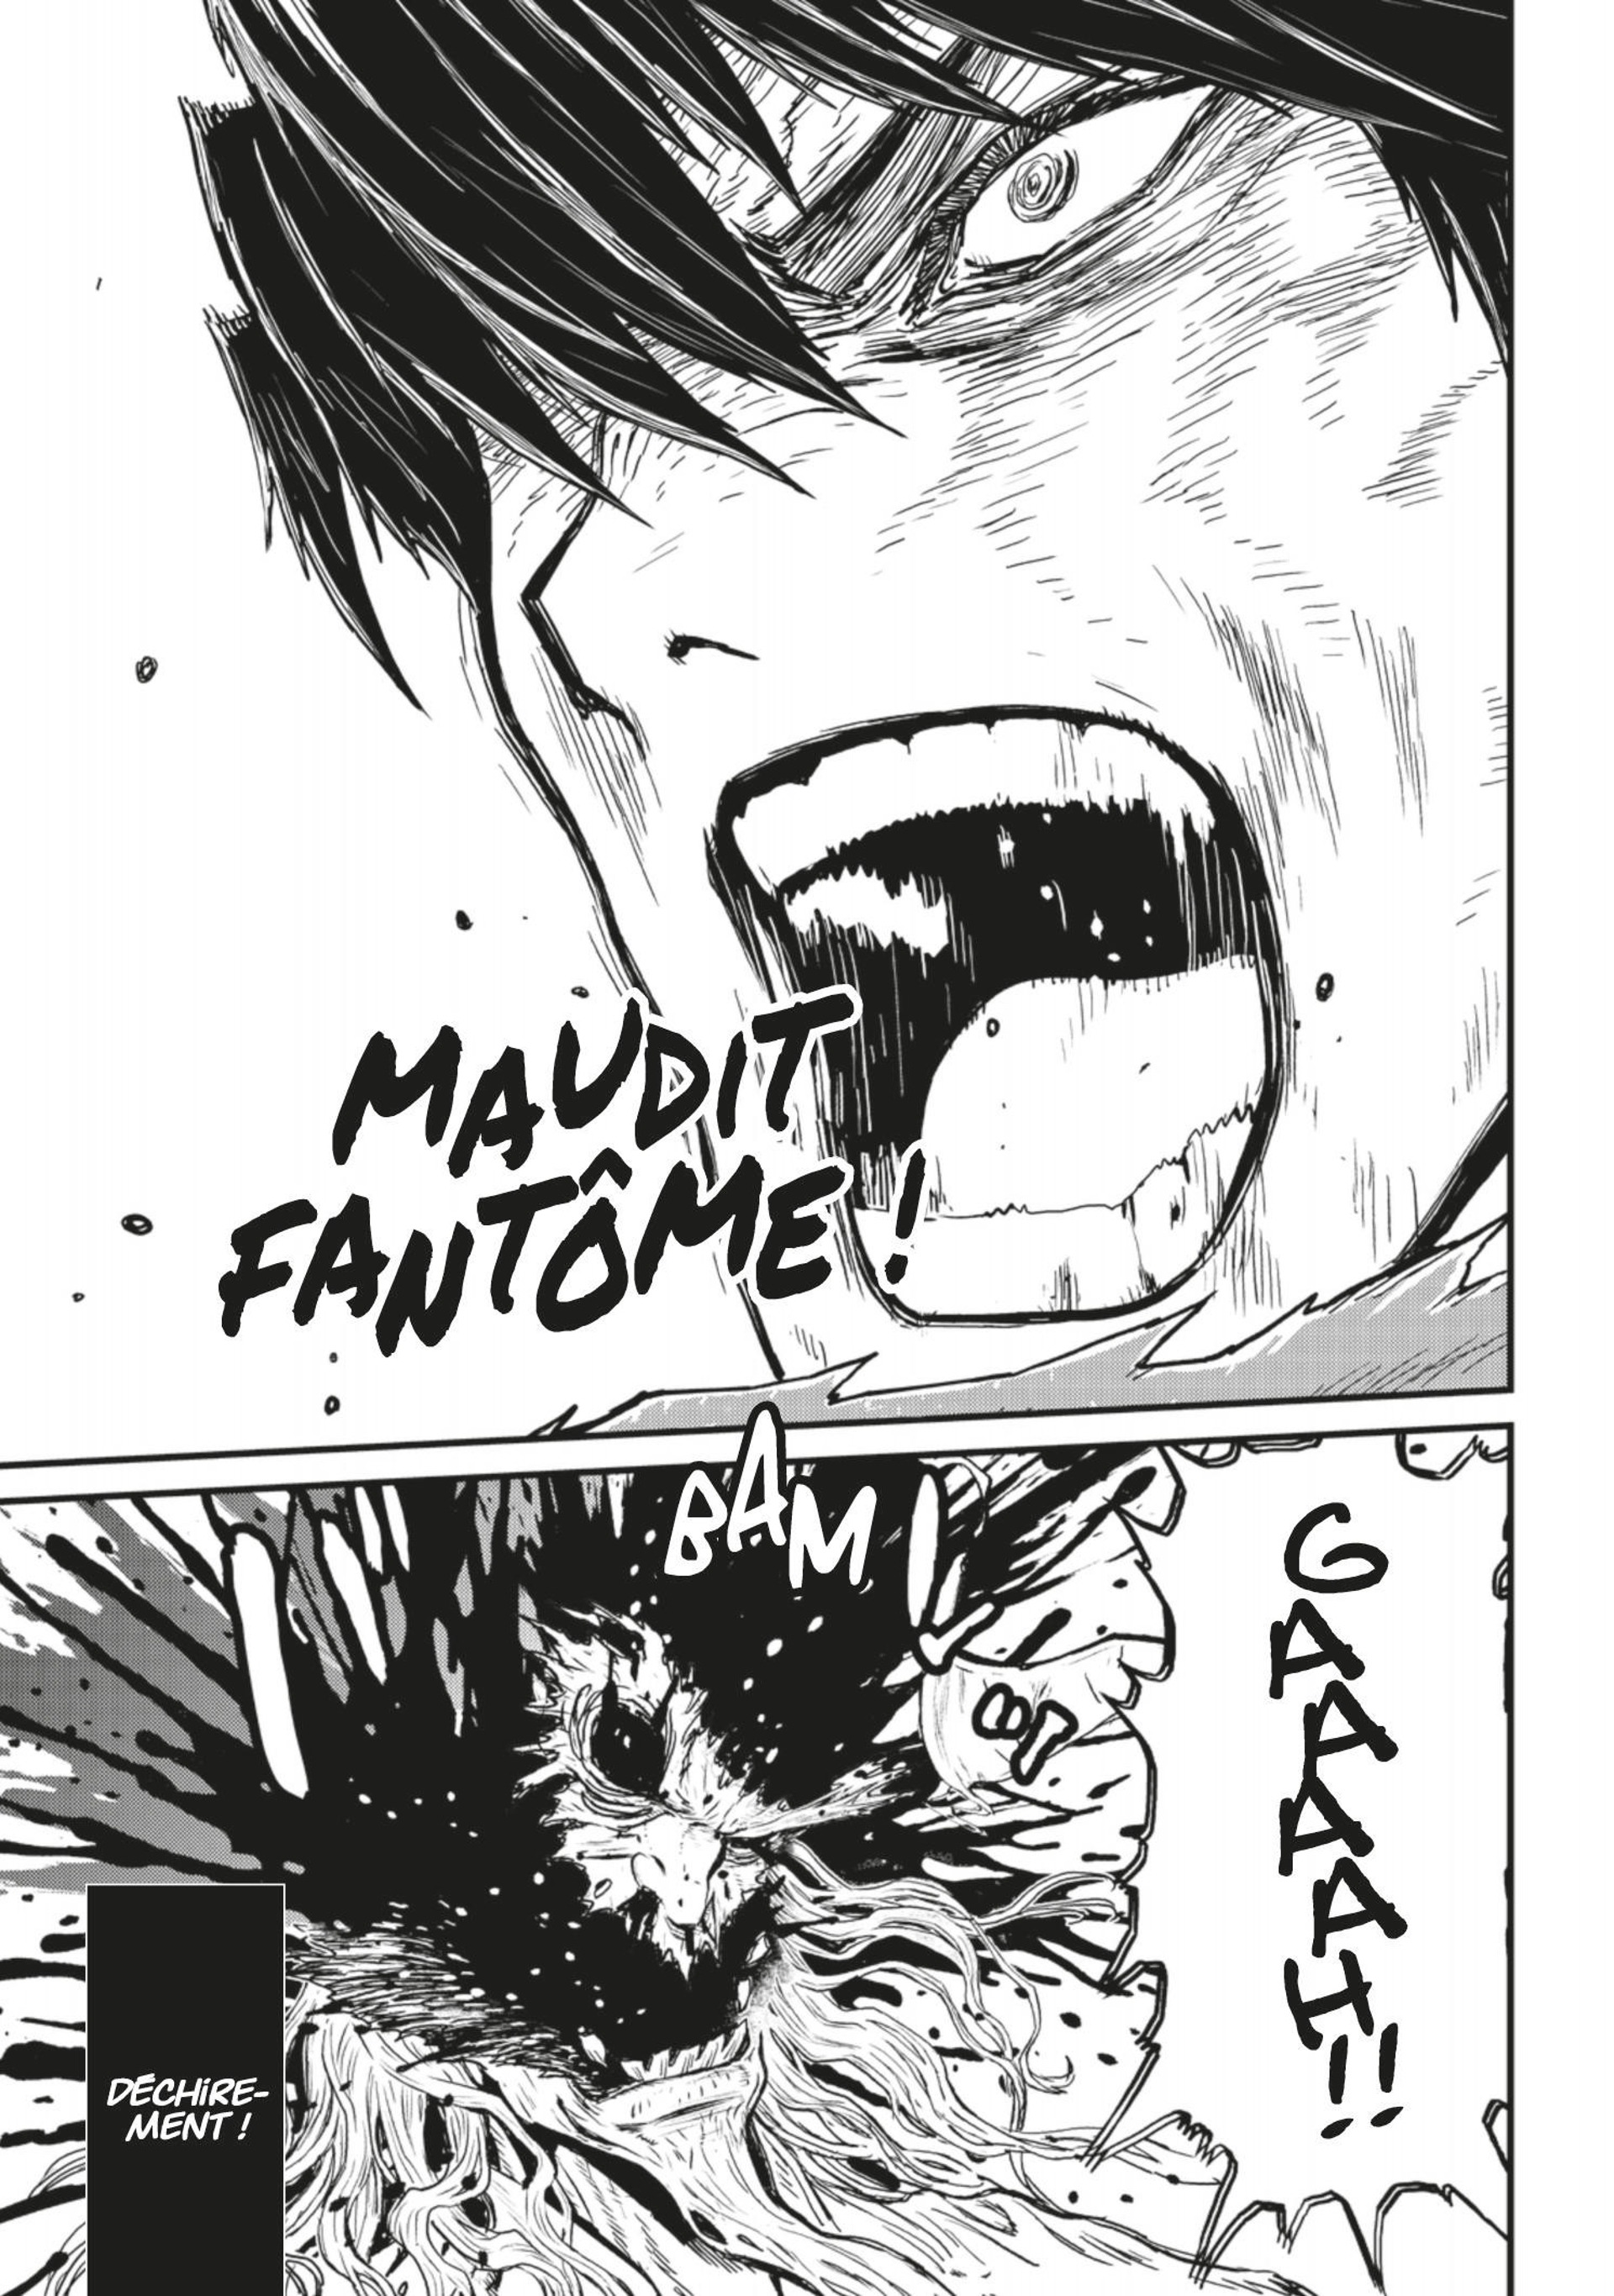 MAUDIT
FANTÔME !
BAM
GAAAAH!!
DÉCHIRE-
MENT !